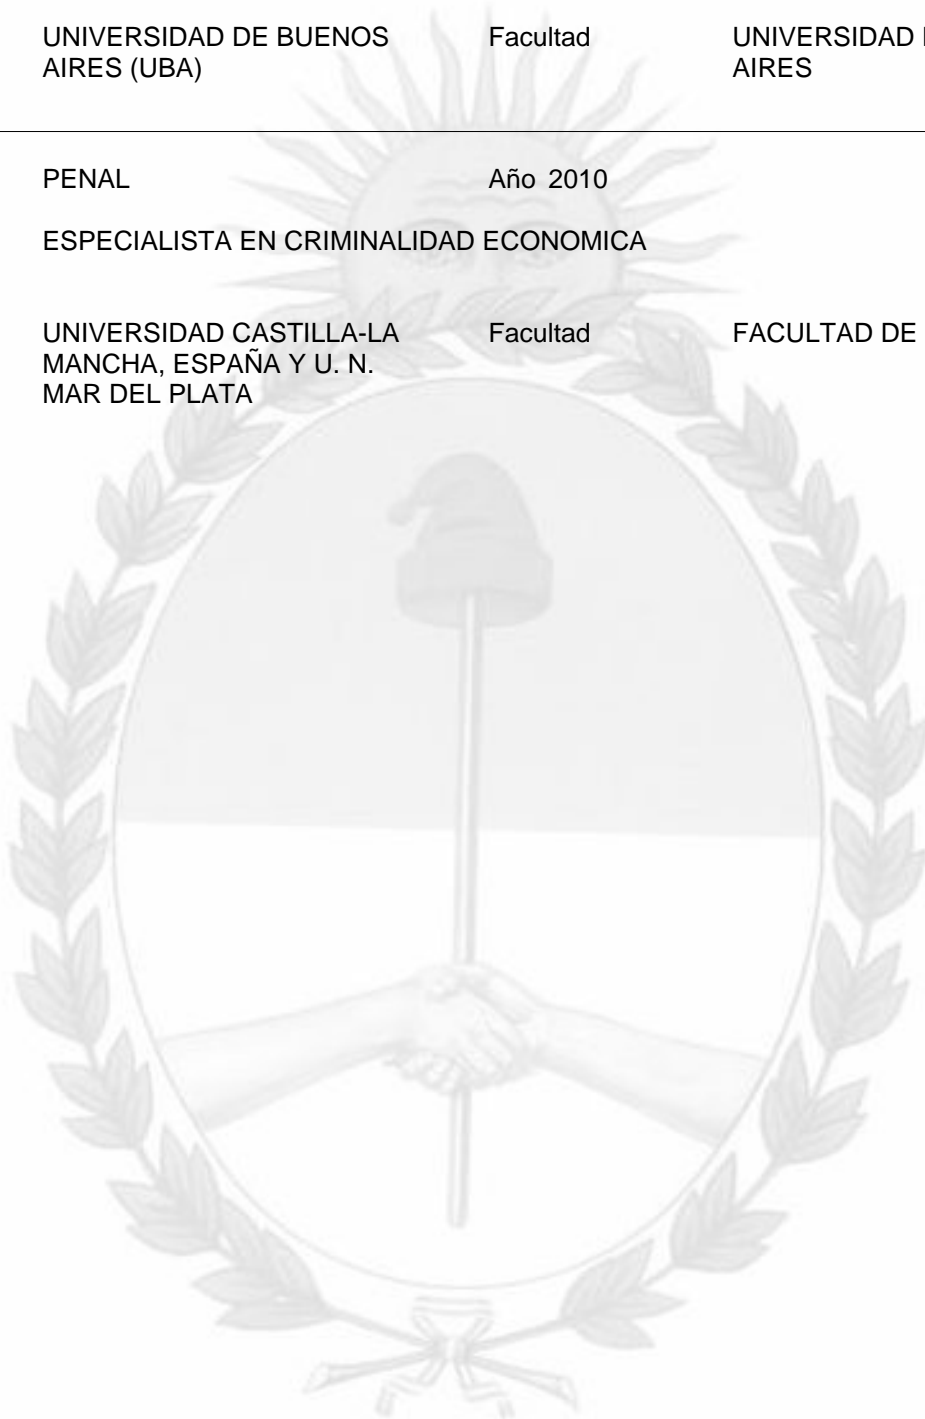 UNIVERSIDAD DE BUENOS Facultad UNIVERSIDAD
AIRES (UBA) AIRES
PENAL Año 2010
ESPECIALISTA EN CRIMINALIDAD ECONOMICA
UNIVERSIDAD CASTILLA-LA Facultad FACULTAD DE
MANCHA, ESPAÑA Y U. N.
MAR DEL PLATA